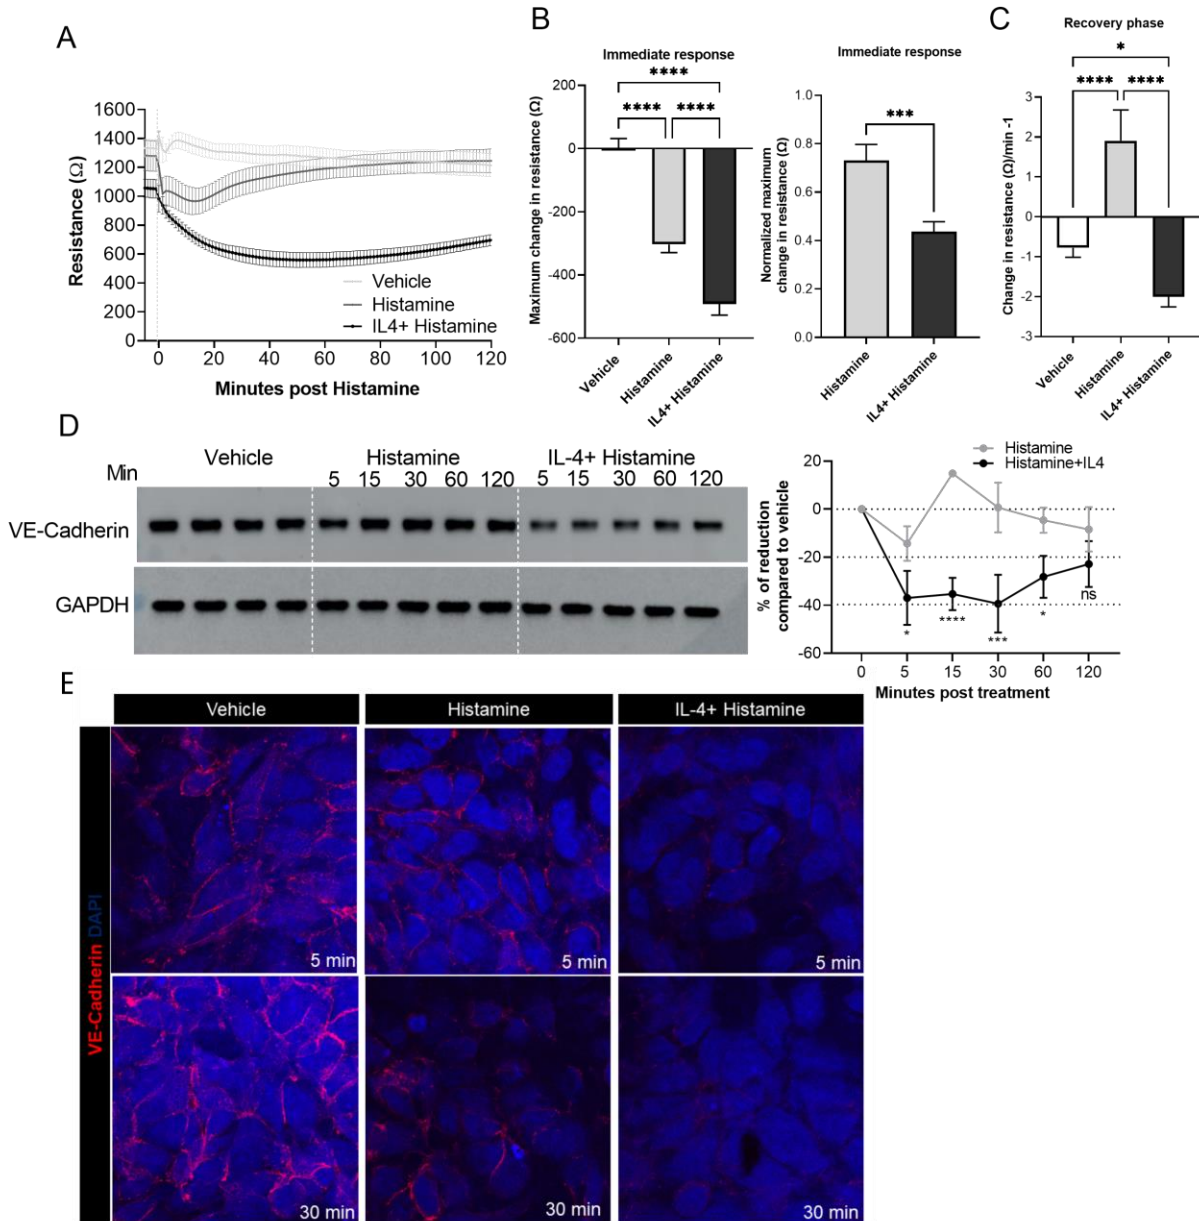 A
1600
1400
1200
1000
800
600
400
200
0
Resistance (Ω)
0 20 40 60 80 100 120
Minutes post Histamine
Vehicle
Histamine
IL4+ Histamine
B
Immediate response
****
**** ****
200
0
-200
-400
-600
Maximum change in resistance (Ω)
Vehicle
Histamine
IL4+ Histamine
Immediate response
***
1.0
0.8
0.6
0.4
0.2
0.0
Normalized maximum
change in resistance (Ω)
Histamine
IL4+ Histamine
C
Recovery phase
*
**** ****
3
2
1
0
-1
-2
-3
Change in resistance (Ω)/min -1
Vehicle
Histamine
IL4+ Histamine
D
Vehicle Histamine IL-4+ Histamine
Min 5 15 30 60 120 5 15 30 60 120
VE-Cadherin
GAPDH
Histamine
Histamine+IL4
20
0
-20
-40
-60
% of reduction
compared to vehicle
* **** *** * ns
0 5 15 30 60 120
Minutes post treatment
E
Vehicle Histamine IL-4+ Histamine
VE-Cadherin DAPI
5 min 5 min 5 min
30 min 30 min 30 min